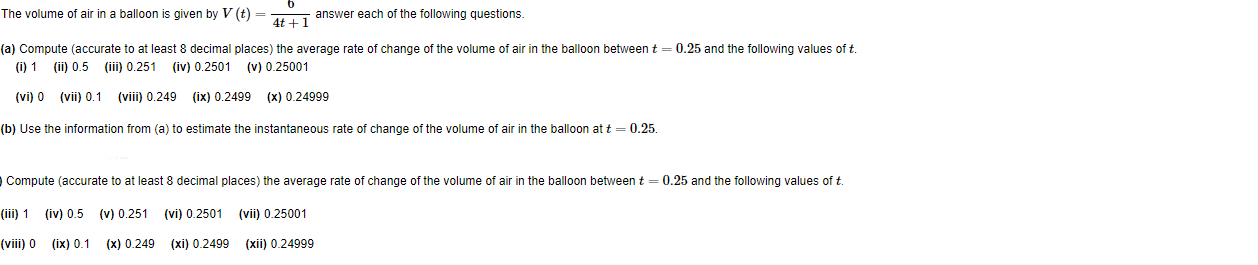 The volume of air in a balloon is given by V (t) = 6 / (4t + 1) answer each of the following questions.
(a) Compute (accurate to at least 8 decimal places) the average rate of change of the volume of air in the balloon between t = 0.25 and the following values of t.
(i) 1 (ii) 0.5 (iii) 0.251 (iv) 0.2501 (v) 0.25001
(vi) 0 (vii) 0.1 (viii) 0.249 (ix) 0.2499 (x) 0.24999
(b) Use the information from (a) to estimate the instantaneous rate of change of the volume of air in the balloon at t = 0.25.
) Compute (accurate to at least 8 decimal places) the average rate of change of the volume of air in the balloon between t = 0.25 and the following values of t.
(iii) 1 (iv) 0.5 (v) 0.251 (vi) 0.2501 (vii) 0.25001
(viii) 0 (ix) 0.1 (x) 0.249 (xi) 0.2499 (xii) 0.24999